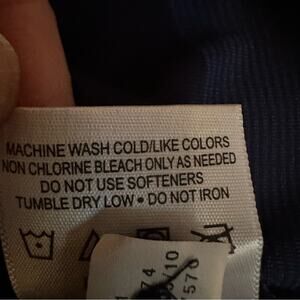 MACHINE WASH COLD/LIKE COLORS
NON CHLORINE BLEACH ONLY AS NEEDED
DO NOT USE SOFTENERS
TUMBLE DRY LOW • DO NOT IRON